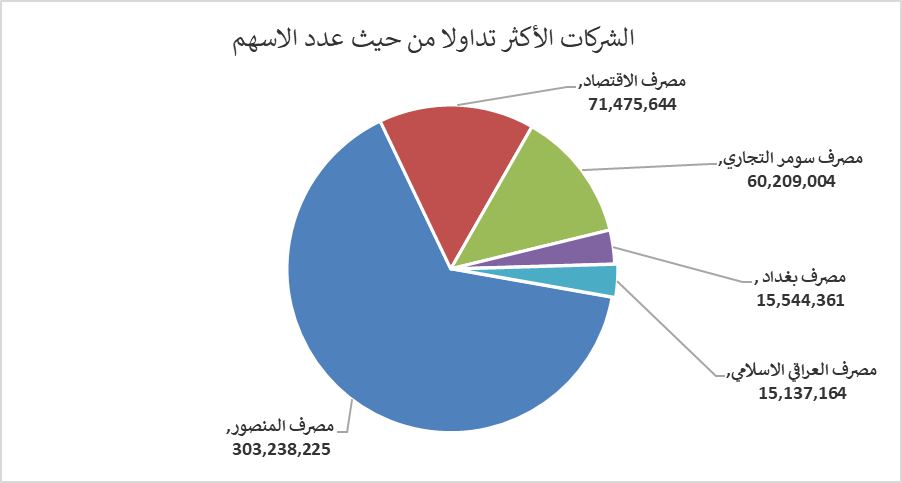 الشركات الأكثر تداولا من حيث عدد الاسهم
مصرف الاقتصاد,
71,475,644
مصرف سومر التجاري,
60,209,004
مصرف بغداد ,
15,544,361
مصرف العراقي الاسلامي,
15,137,164
مصرف المنصور,
303,238,225